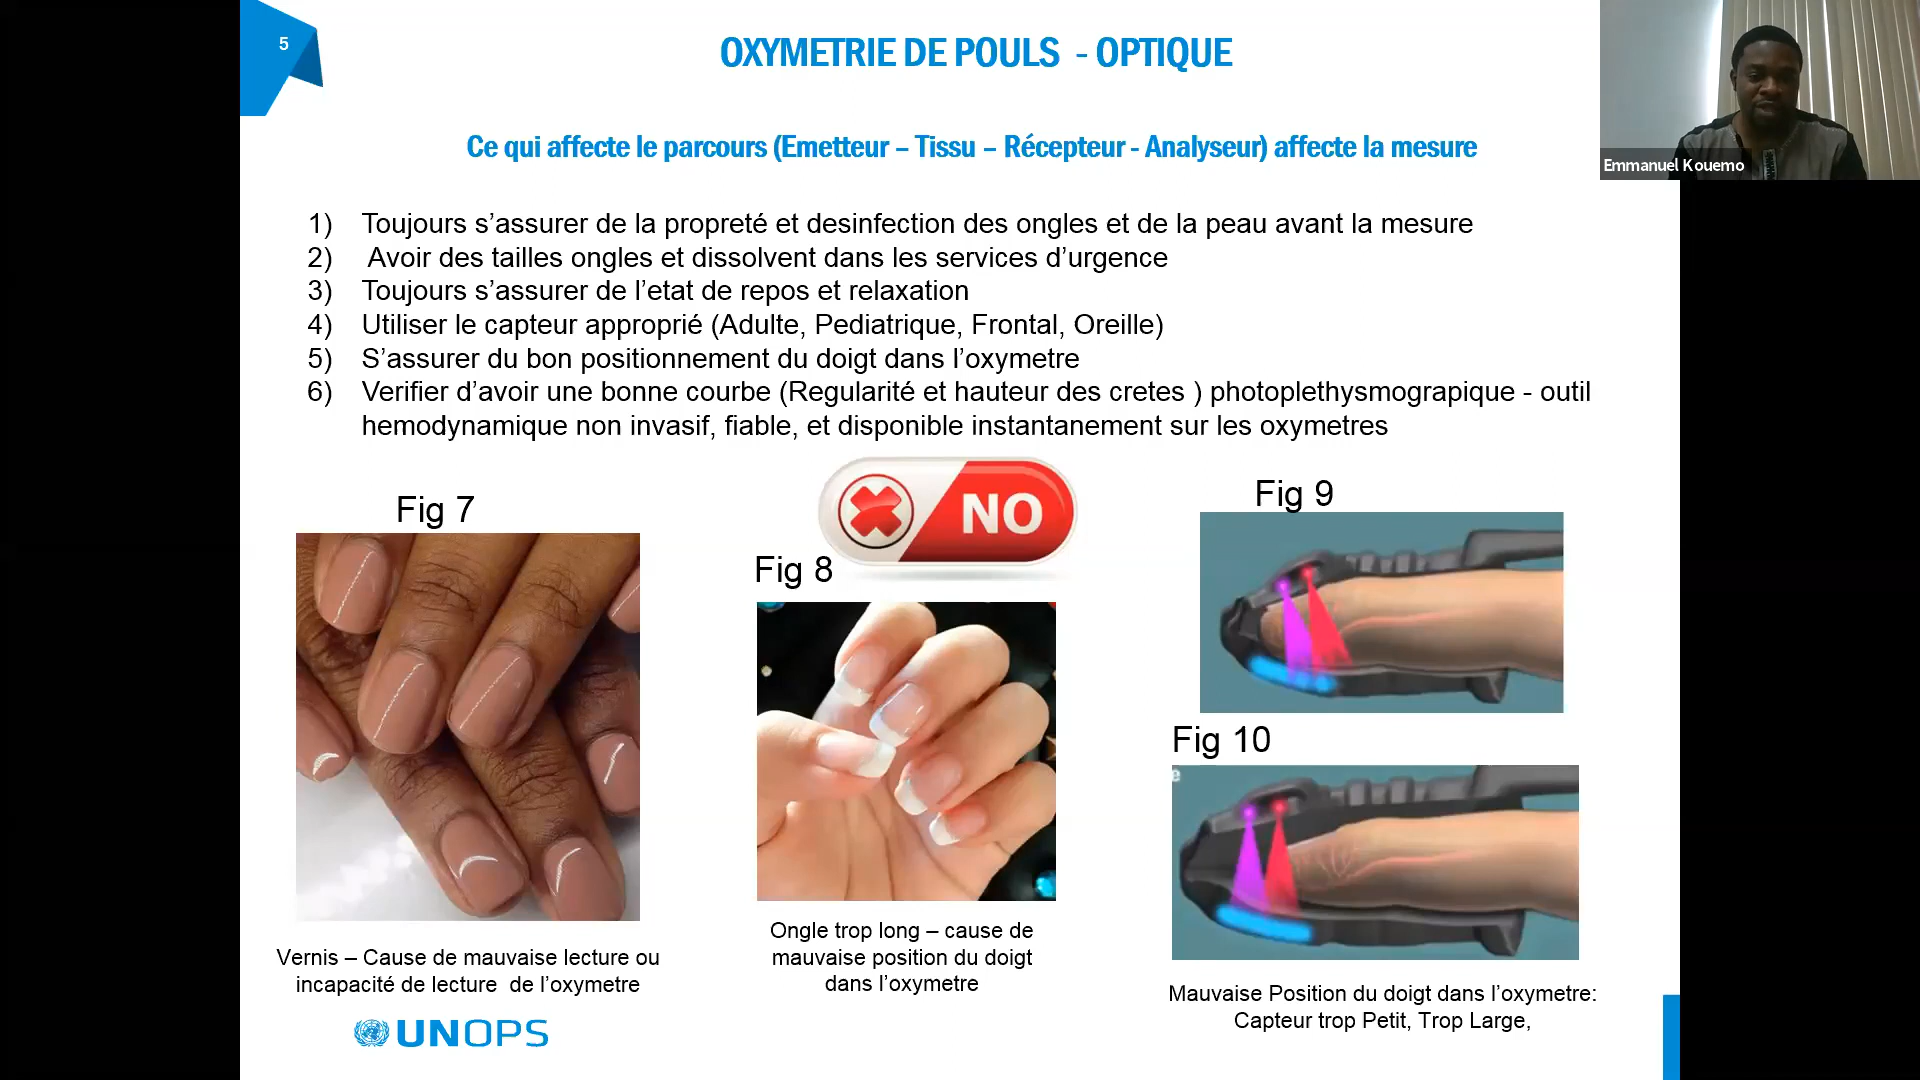 5
OXYMETRIE DE POULS - OPTIQUE
Emmanuel Kouemo
Ce qui affecte le parcours (Emetteur – Tissu – Récepteur - Analyseur) affecte la mesure
1) Toujours s’assurer de la propreté et desinfection des ongles et de la peau avant la mesure
2) Avoir des tailles ongles et dissolvent dans les services d’urgence
3) Toujours s’assurer de l’etat de repos et relaxation
4) Utiliser le capteur approprié (Adulte, Pediatrique, Frontal, Oreille)
5) S’assurer du bon positionnement du doigt dans l’oxymetre
6) Verifier d’avoir une bonne courbe (Regularité et hauteur des cretes ) photoplethysmograpique - outil
hemodynamique non invasif, fiable, et disponible instantanement sur les oxymetres
Fig 7
NO
Fig 8
Fig 9
Fig 10
e
Vernis – Cause de mauvaise lecture ou
incapacité de lecture de l’oxymetre
Ongle trop long – cause de
mauvaise position du doigt
dans l’oxymetre
Mauvaise Position du doigt dans l’oxymetre:
Capteur trop Petit, Trop Large,
UNOPS